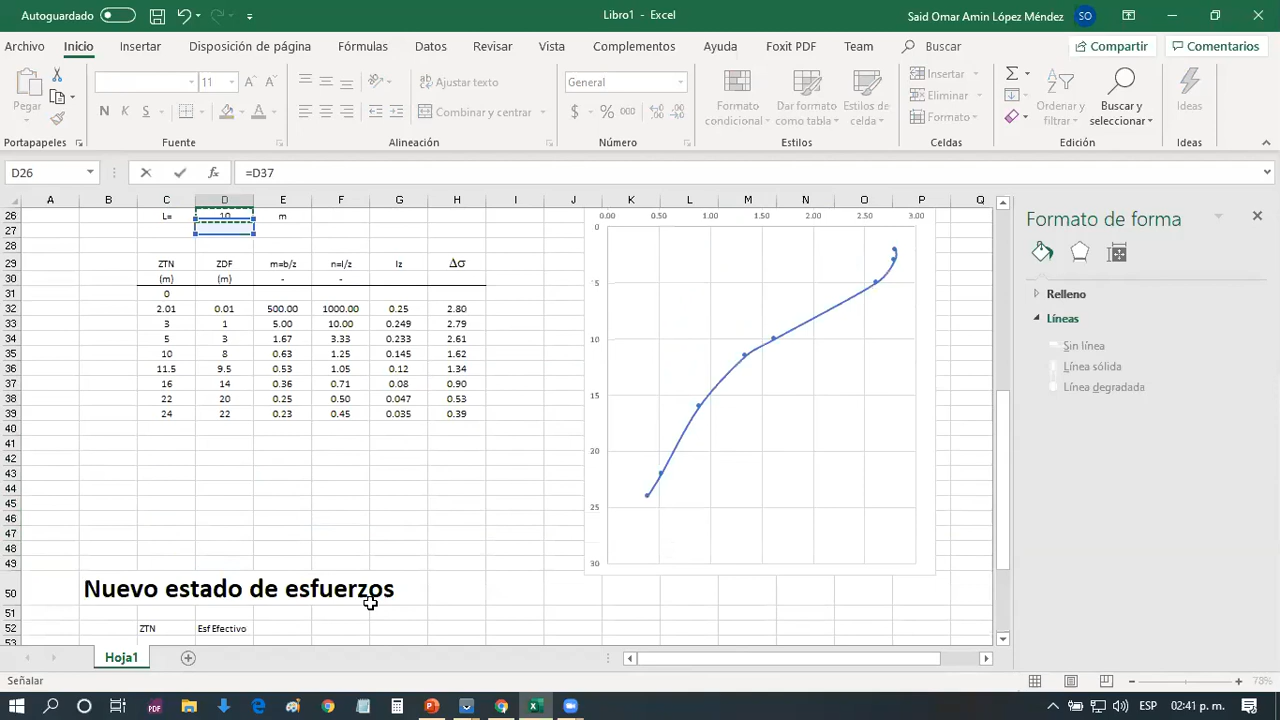 Autoguardado
Libro1 - Excel
Said Omar Amin López Méndez
SO
Archivo Inicio Insertar Disposición de página Fórmulas Datos Revisar Vista Complementos Ayuda Foxit PDF Team Buscar
Compartir Comentarios
Pegar
11
Ajustar texto
Combinar y centrar
General
N K S
$ % 000
Formato condicional
Dar formato como tabla
Estilos de celda
Insertar
Eliminar
Formato
Ordenar y filtrar
Buscar y seleccionar
Ideas
Portapapeles Fuente Alineación Número Estilos Celdas Edición Ideas
D26 =D37
A B C D E F G H I J K L M N O P Q
26 L= 10 m
27
28
29 ZTN ZDF m=b/z n=l/z Iz Δσ
30 (m) (m) - -
31 0
32 2.01 0.01 500.00 1000.00 0.25 2.80
33 3 1 5.00 10.00 0.249 2.79
34 5 3 1.67 3.33 0.233 2.61
35 10 8 0.63 1.25 0.145 1.62
36 11.5 9.5 0.53 1.05 0.12 1.34
37 16 14 0.36 0.71 0.08 0.90
38 22 20 0.25 0.50 0.047 0.53
39 24 22 0.23 0.45 0.035 0.39
40
41
42
43
44
45
46
47
48
49
50 Nuevo estado de esfuerzos
51
52 ZTN Esf Efectivo
53
0.00 0.50 1.00 1.50 2.00 2.50 3.00
0
5
10
15
20
25
30
Formato de forma
Relleno
Líneas
Sin línea
Línea sólida
Línea degradada
Hoja1
Señalar
78%
ESP 02:41 p. m.